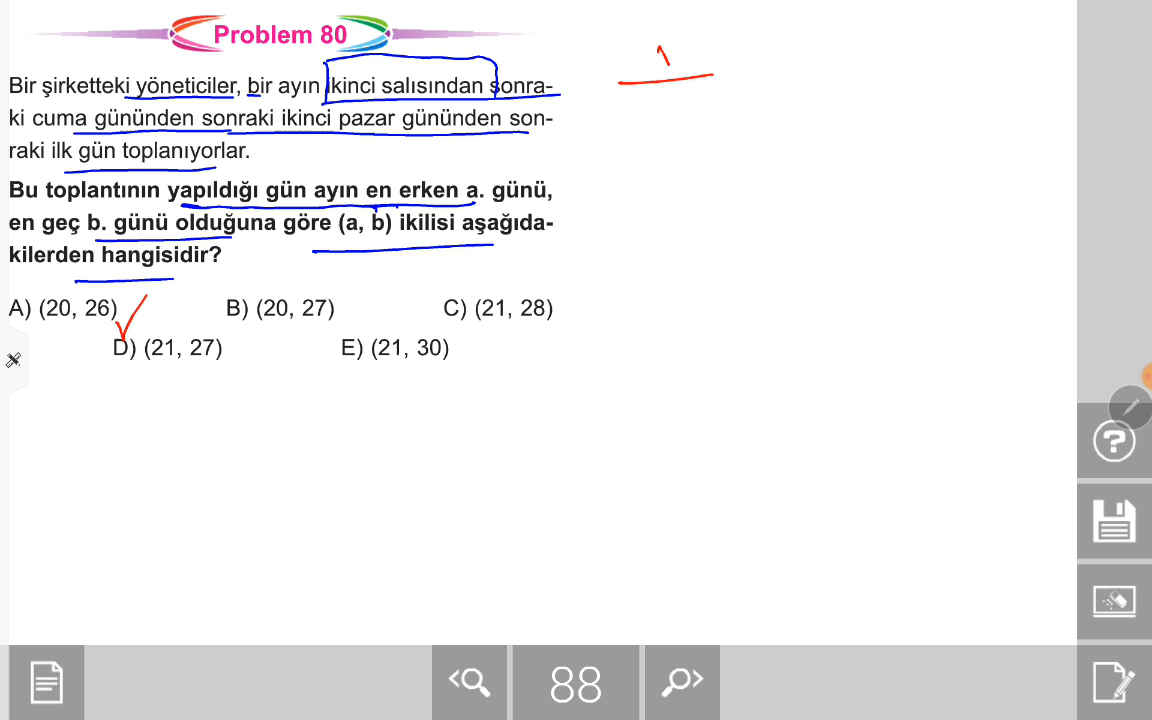 Problem 80
Bir şirketteki yöneticiler, bir ayın ikinci salısından sonra-
ki cuma gününden sonraki ikinci pazar gününden son-
raki ilk gün toplanıyorlar.
Bu toplantının yapıldığı gün ayın en erken a. günü,
en geç b. günü olduğuna göre (a, b) ikilisi aşağıda-
kilerden hangisidir?
A) (20, 26) B) (20, 27) C) (21, 28)
D) (21, 27) E) (21, 30)
1
?
88